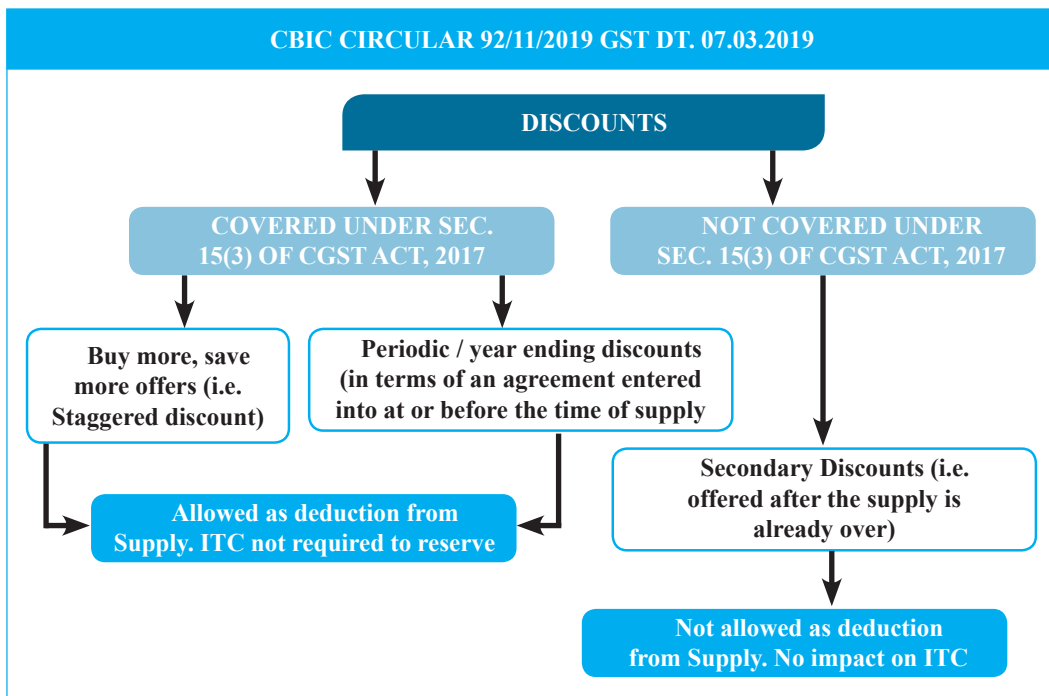 CBIC CIRCULAR 92/11/2019 GST DT. 07.03.2019
DISCOUNTS
COVERED UNDER SEC.
15(3) OF CGST ACT, 2017
NOT COVERED UNDER
SEC. 15(3) OF CGST ACT, 2017
Buy more, save
more offers (i.e.
Staggered discount)
Periodic / year ending discounts
(in terms of an agreement entered
into at or before the time of supply
Secondary Discounts (i.e.
offered after the supply is
already over)
Allowed as deduction from
Supply. ITC not required to reserve
Not allowed as deduction
from Supply. No impact on ITC